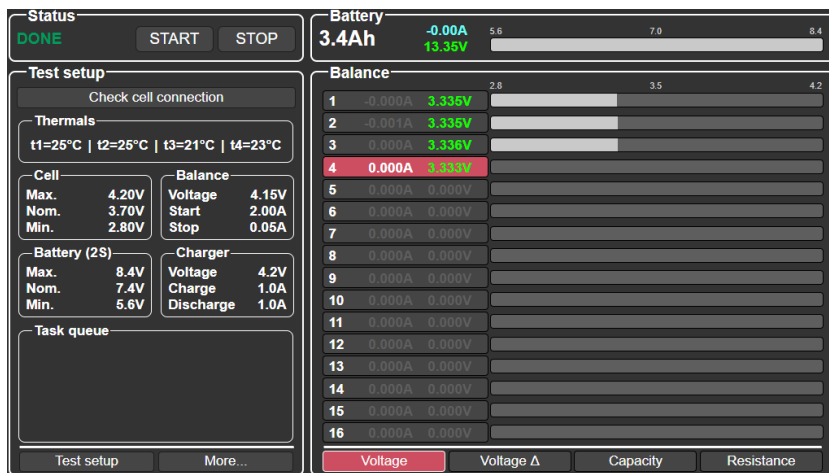 Status
DONE START STOP
Test setup
Check cell connection
Thermals
t1=25°C | t2=25°C | t3=21°C | t4=23°C
Cell
Max. 4.20V
Nom. 3.70V
Min. 2.80V
Balance
Voltage 4.15V
Start 2.00A
Stop 0.05A
Battery (2S)
Max. 8.4V
Nom. 7.4V
Min. 5.6V
Charger
Voltage 4.2V
Charge 1.0A
Discharge 1.0A
Task queue
Test setup More...
Battery
3.4Ah -0.00A 13.35V
5.6 7.0 8.4
Balance
2.8 3.5 4.2
1 -0.000A 3.335V
2 -0.001A 3.335V
3 0.000A 3.336V
4 0.000A 3.333V
5 0.000A 0.000V
6 0.000A 0.000V
7 0.000A 0.000V
8 0.000A 0.000V
9 0.000A 0.000V
10 0.000A 0.000V
11 0.000A 0.000V
12 0.000A 0.000V
13 0.000A 0.000V
14 0.000A 0.000V
15 0.000A 0.000V
16 0.000A 0.000V
Voltage Voltage Δ Capacity Resistance